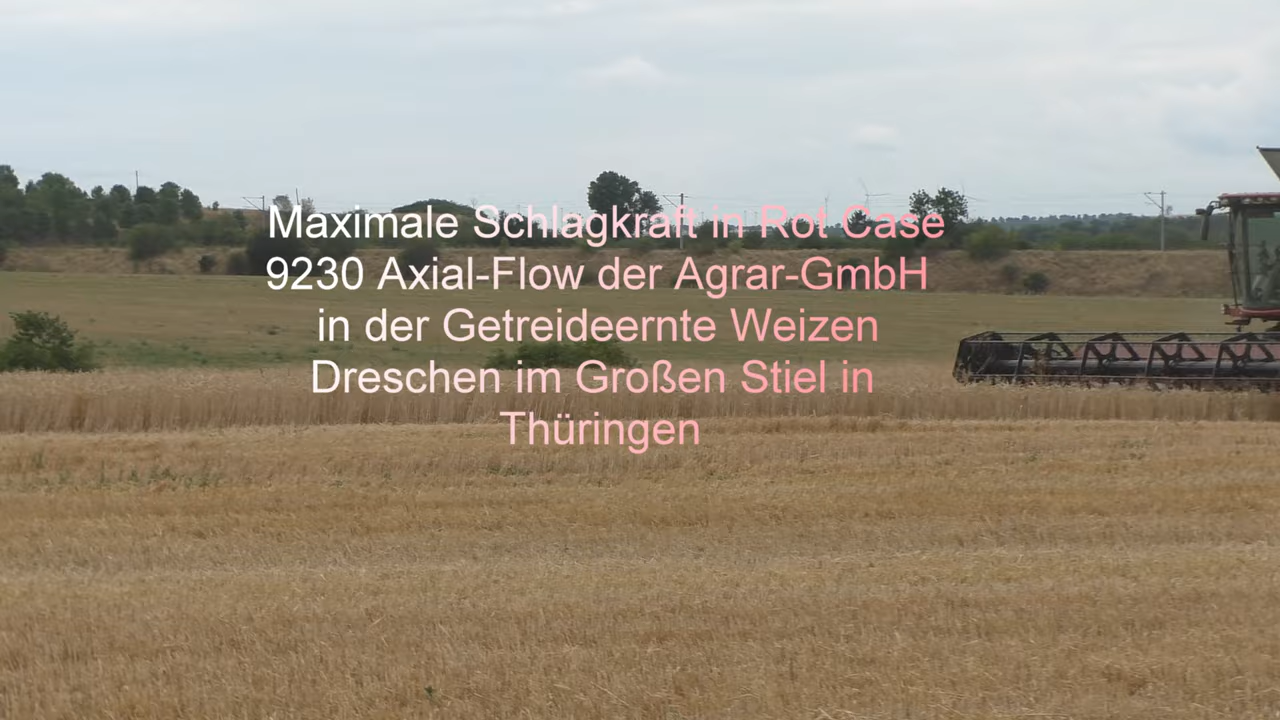 Maximale Schlagkraft in Rot Case
9230 Axial-Flow der Agrar-GmbH
in der Getreideernte Weizen
Dreschen im Großen Stiel in
Thüringen